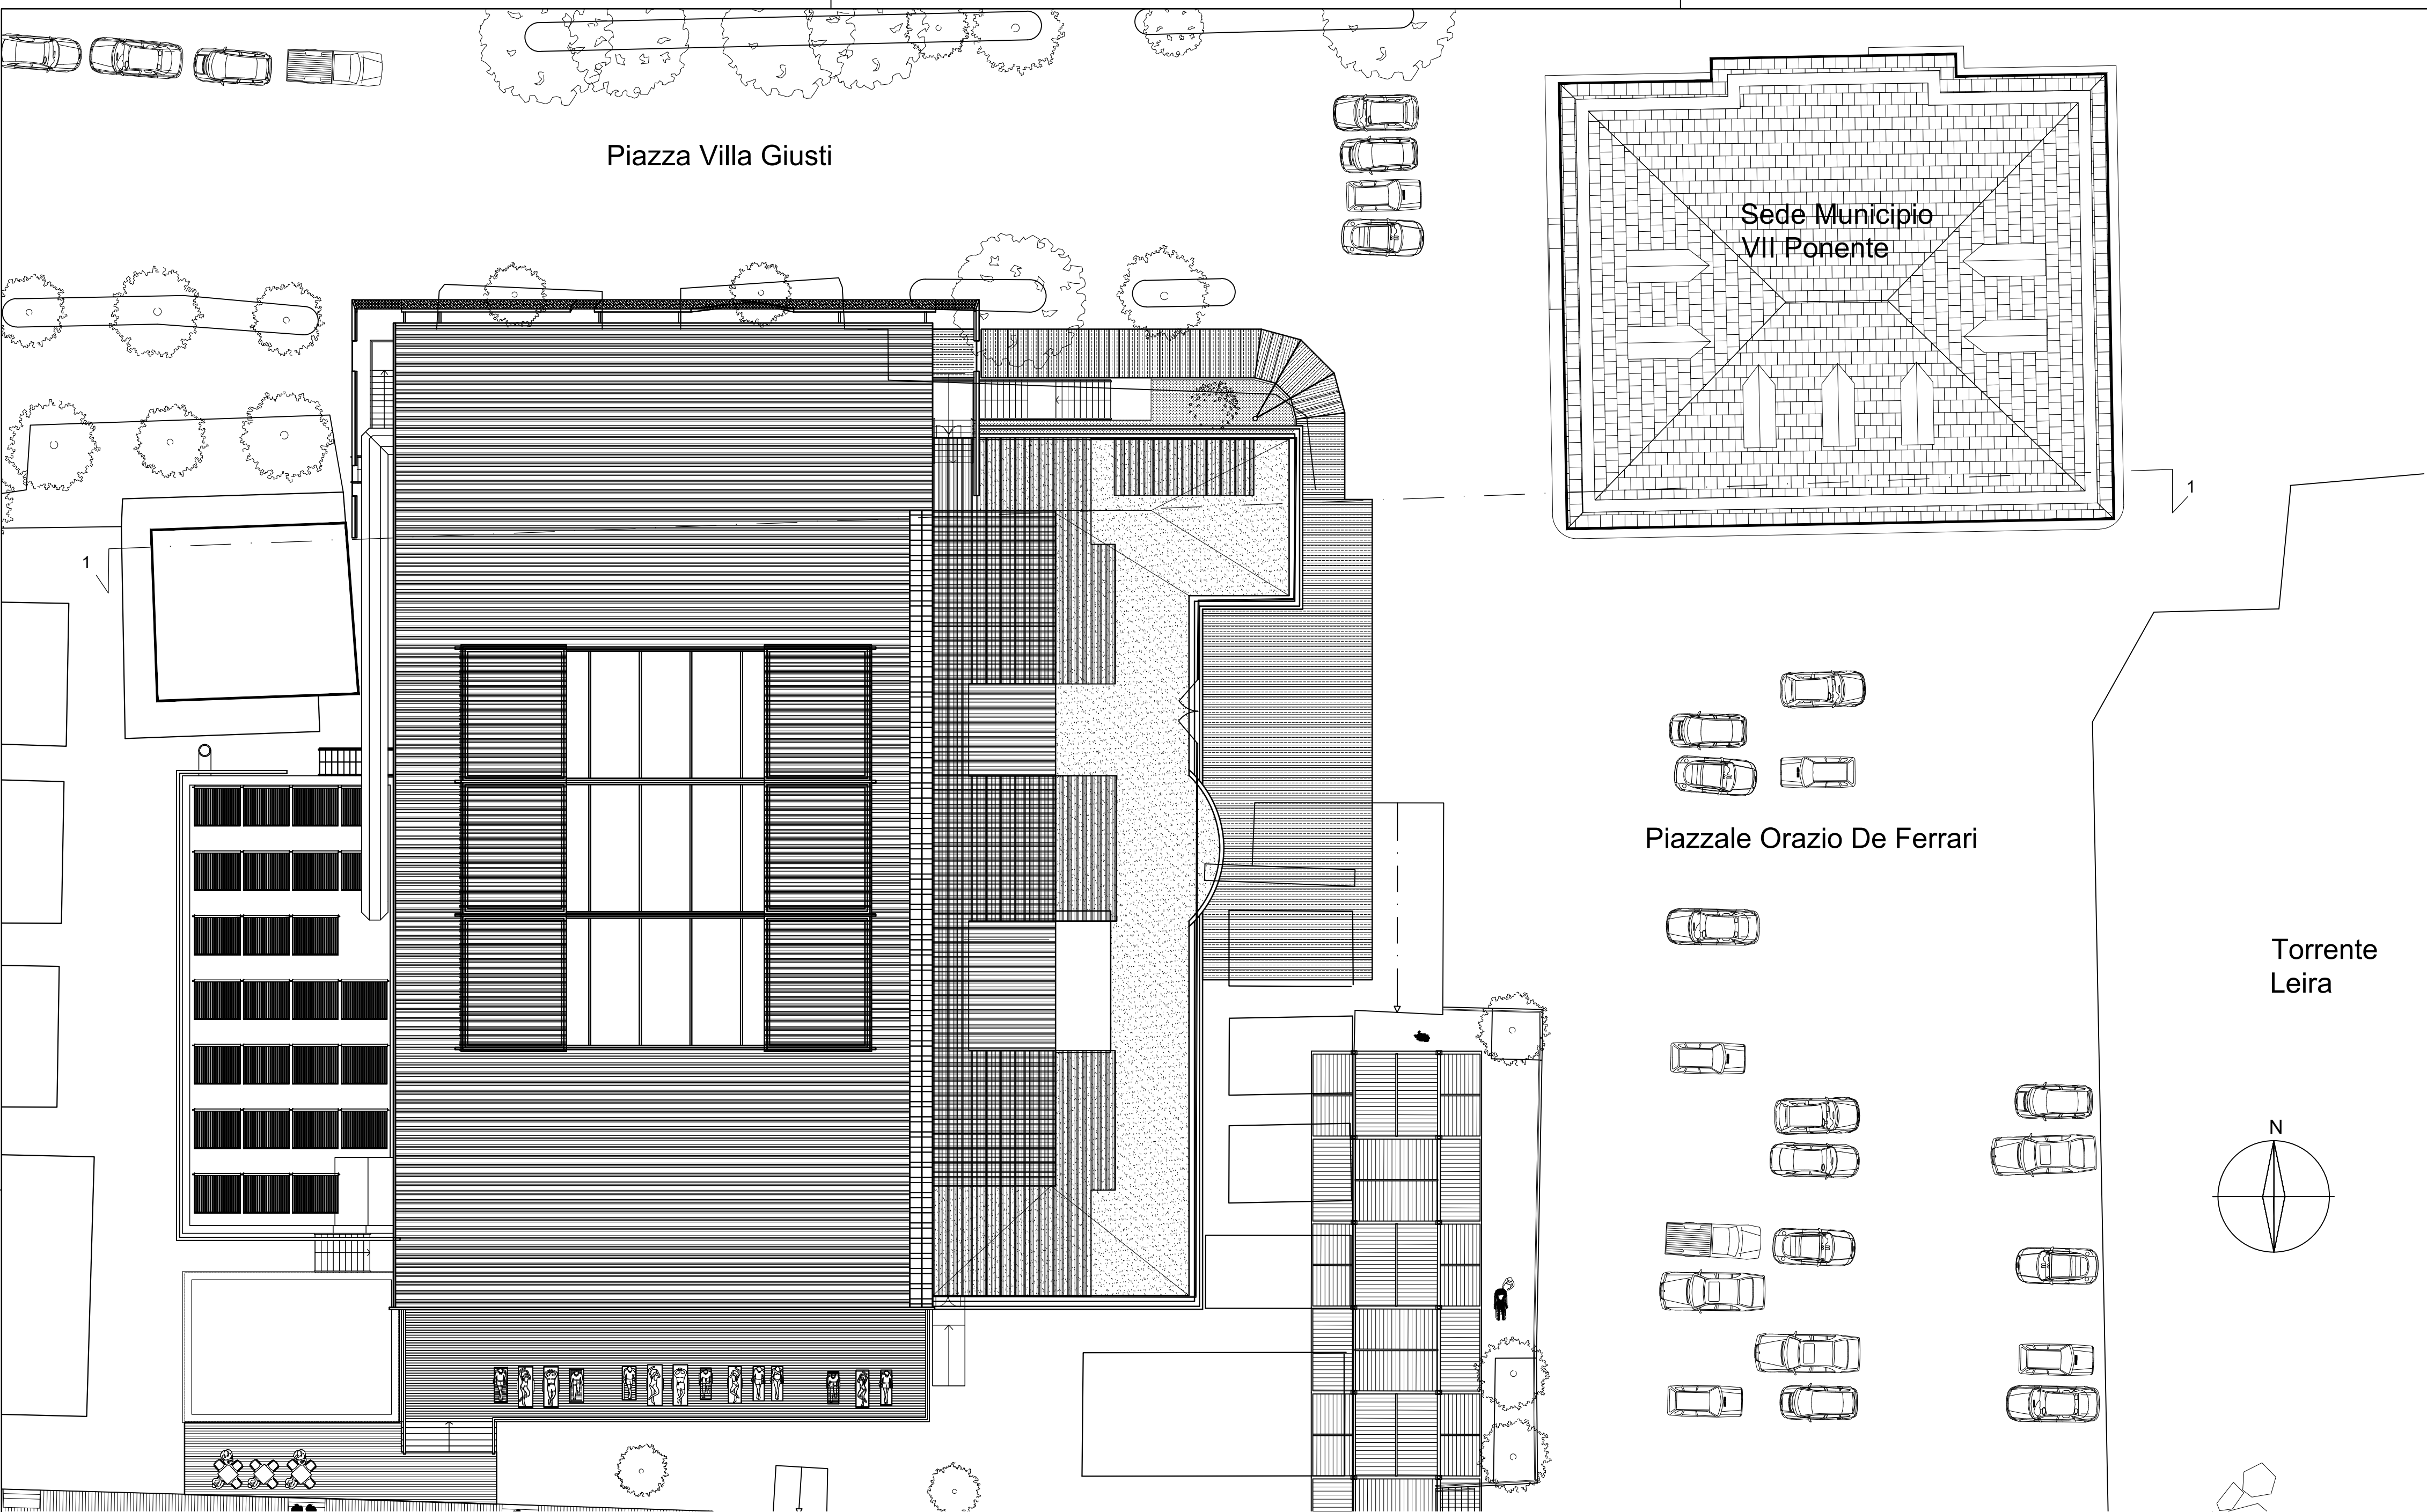 Piazza Villa Giusti
Sede Municipio
VII Ponente
1
1
Piazzale Orazio De Ferrari
Torrente
Leira
N